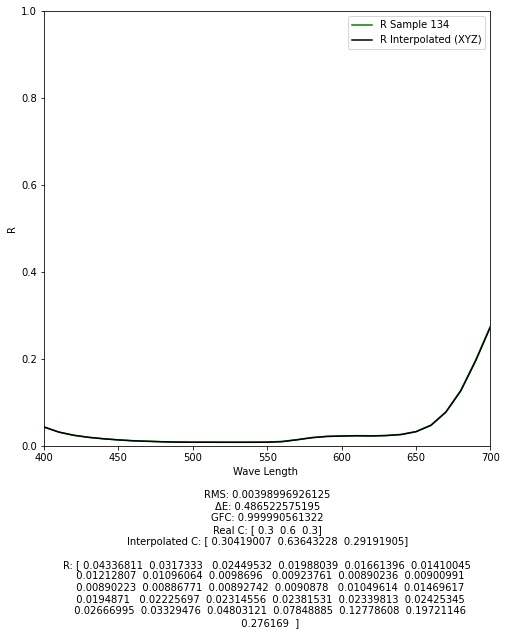 1.0
R Sample 134
R Interpolated (XYZ)
0.8
0.6
R
0.4
0.2
0.0
400 450 500 550 600 650 700
Wave Length
RMS: 0.00398996926125
ΔE: 0.486522575195
GFC: 0.999990561322
Real C: [ 0.3 0.6 0.3]
Interpolated C: [ 0.30419007 0.63643228 0.29191905]
R: [ 0.04336811 0.0317333 0.02449532 0.01988039 0.01661396 0.01410045
0.01212807 0.01096064 0.0098696 0.00923761 0.00890236 0.00900991
0.00890223 0.00886771 0.00892742 0.0090878 0.01049614 0.01469617
0.0194871 0.02225697 0.02314556 0.02381531 0.02339813 0.02425345
0.02666995 0.03329476 0.04803121 0.07848885 0.12778608 0.19721146
0.276169 ]